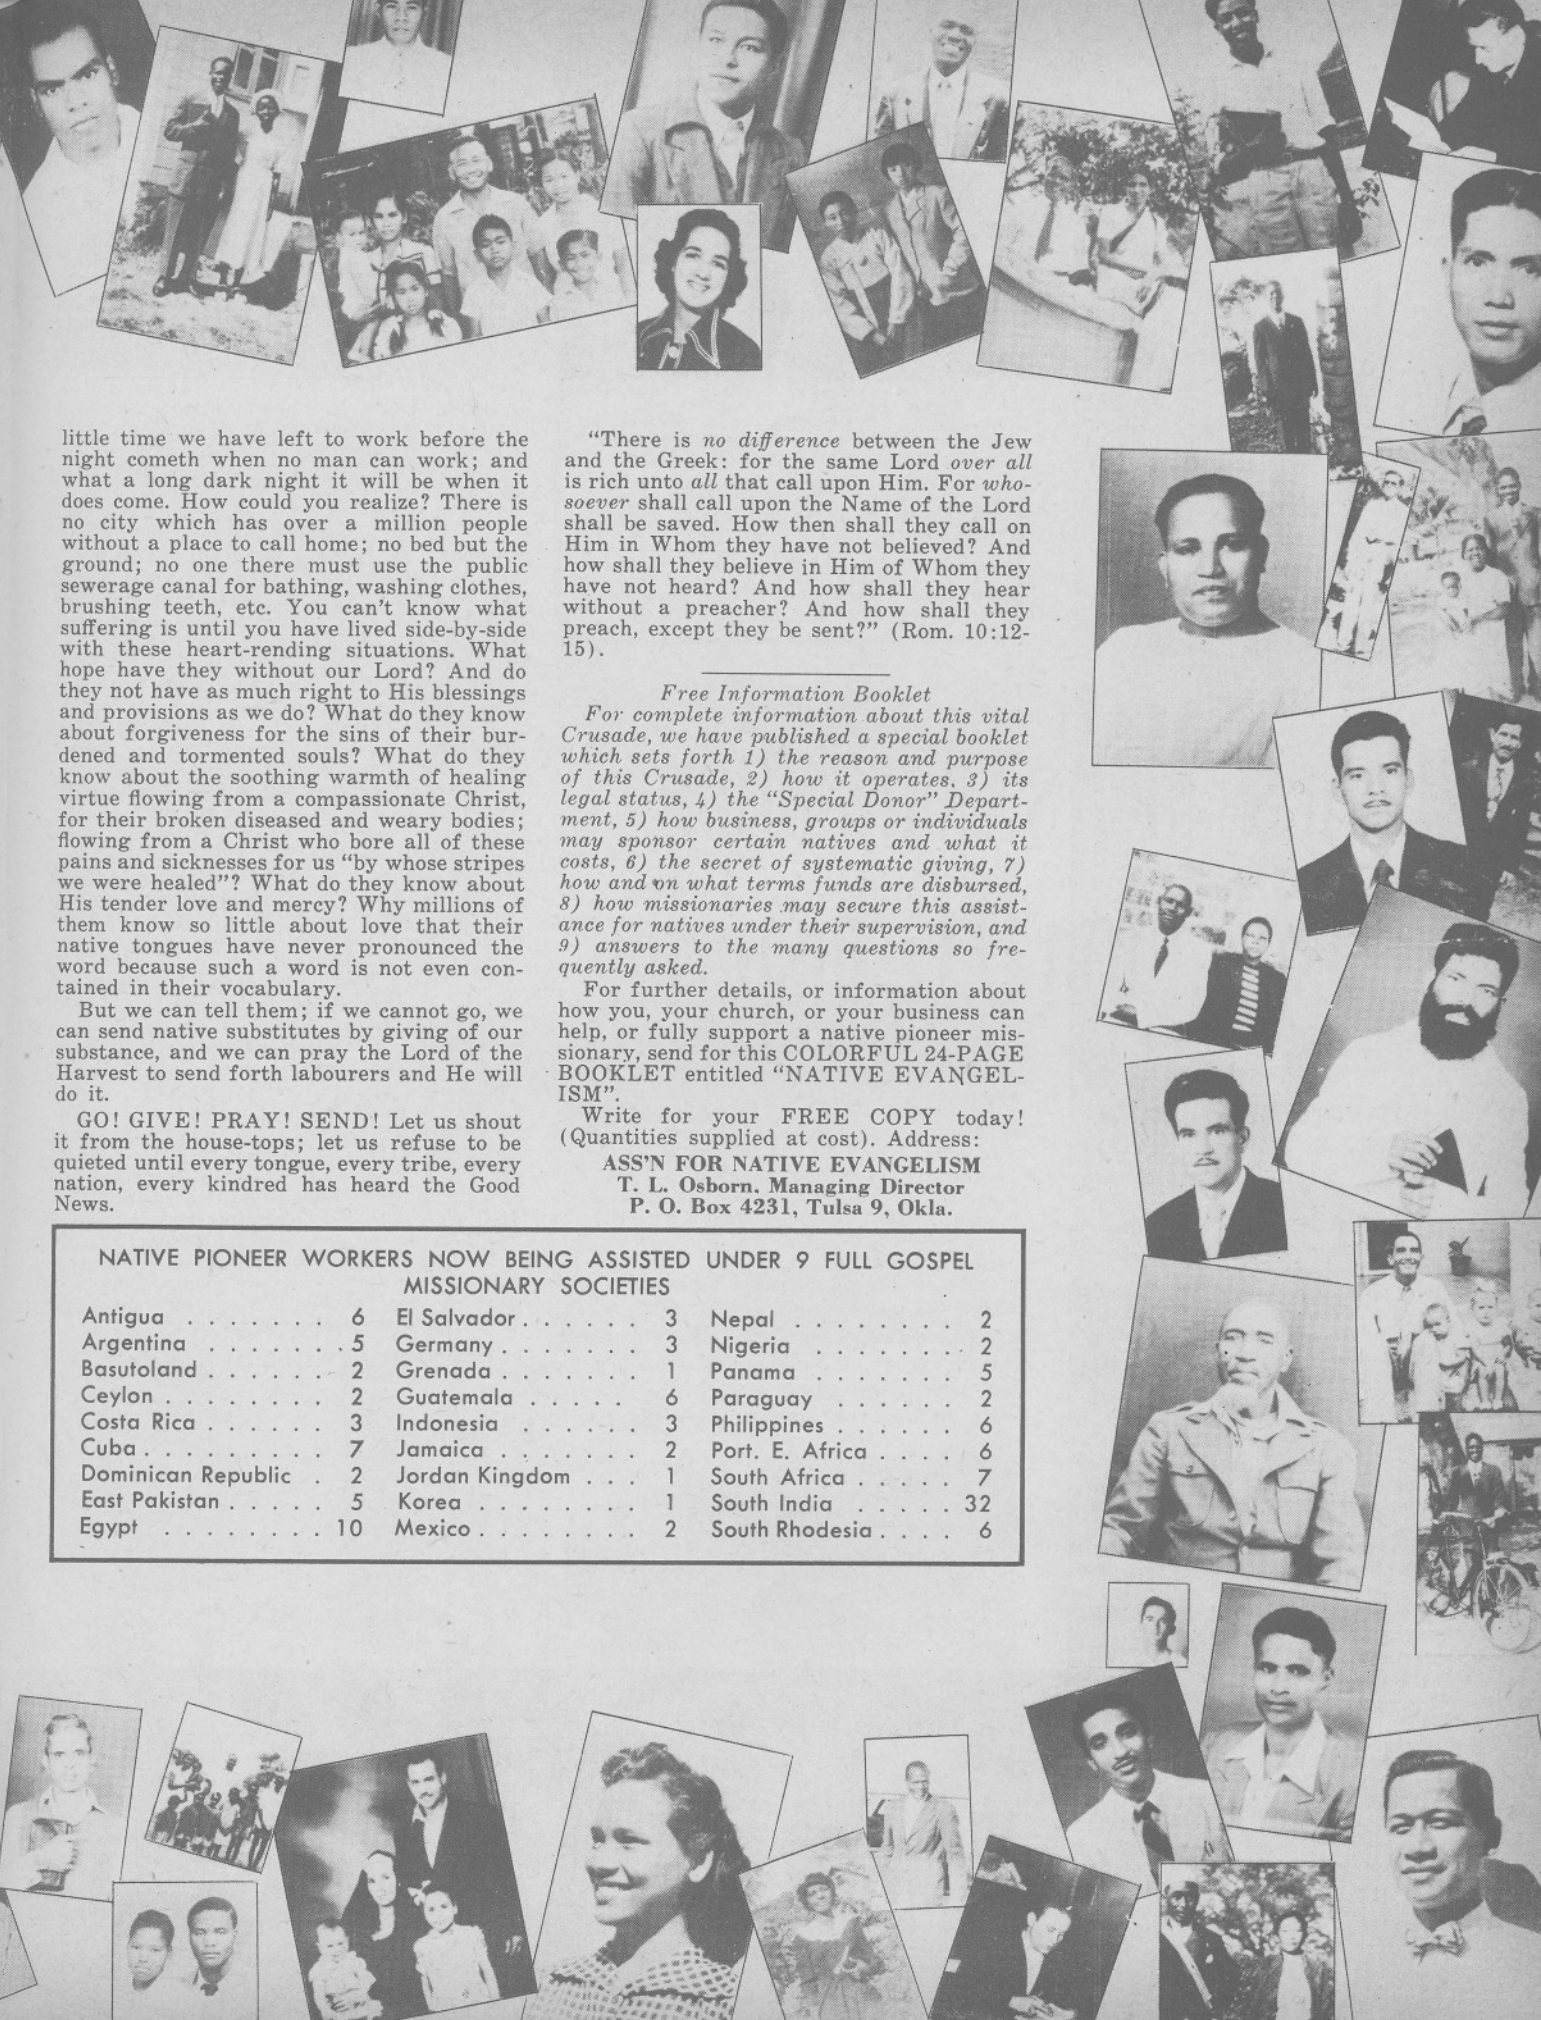 little time we have left to work before the
night cometh when no man can work; and
what a long dark night it will be when it
does come. How could you realize? There is
no city which has over a million people
without a place to call home; no bed but the
ground; no one there must use the public
sewerage canal for bathing, washing clothes,
brushing teeth, etc. You can't know what
suffering is until you have lived side-by-side
with these heart-rending situations. What
hope have they without our Lord? And do
they not have as much right to His blessings
and provisions as we do? What do they know
about forgiveness for the sins of their bur-
dened and tormented souls? What do they
know about the soothing warmth of healing
virtue flowing from a compassionate Christ,
for their broken diseased and weary bodies;
flowing from a Christ who bore all of these
pains and sicknesses for us "by whose stripes
we were healed"? What do they know about
His tender love and mercy? Why millions of
them know so little about love that their
native tongues have never pronounced the
word because such a word is not even con-
tained in their vocabulary.
But we can tell them; if we cannot go, we
can send native substitutes by giving of our
substance, and we can pray the Lord of the
Harvest to send forth labourers and He will
do it.
GO! GIVE! PRAY! SEND! Let us shout
it from the house-tops; let us refuse to be
quieted until every tongue, every tribe, every
nation, every kindred has heard the Good
News.
"There is no difference between the Jew
and the Greek: for the same Lord over all
is rich unto all that call upon Him. For who-
soever shall call upon the Name of the Lord
shall be saved. How then shall they call on
Him in Whom they have not believed? And
how shall they believe in Him of Whom they
have not heard? And how shall they hear
without a preacher? And how shall they
preach, except they be sent?" (Rom. 10:12-
15).
Free Information Booklet
For complete information about this vital
Crusade, we have published a special booklet
which sets forth 1) the reason and purpose
of this Crusade, 2) how it operates, 3) its
legal status, 4) the "Special Donor" Depart-
ment, 5) how business, groups or individuals
may sponsor certain natives and what it
costs, 6) the secret of systematic giving, 7)
how and on what terms funds are disbursed,
8) how missionaries may secure this assist-
ance for natives under their supervision, and
9) answers to the many questions so fre-
quently asked.
For further details, or information about
how you, your church, or your business can
help, or fully support a native pioneer mis-
sionary, send for this COLORFUL 24-PAGE
BOOKLET entitled "NATIVE EVANGEL-
ISM".
Write for your FREE COPY today!
(Quantities supplied at cost). Address:
ASS'N FOR NATIVE EVANGELISM
T. L. Osborn, Managing Director
P. O. Box 4231, Tulsa 9, Okla.
NATIVE PIONEER WORKERS NOW BEING ASSISTED UNDER 9 FULL GOSPEL
MISSIONARY SOCIETIES
Antigua . . . . . . . 6
Argentina . . . . . . . 5
Basutoland . . . . . . 2
Ceylon . . . . . . . . 2
Costa Rica . . . . . . 3
Cuba . . . . . . . . . 7
Dominican Republic . 2
East Pakistan . . . . . 5
Egypt . . . . . . . . 10
El Salvador . . . . . . 3
Germany . . . . . . . 3
Grenada . . . . . . . 1
Guatemala . . . . . 6
Indonesia . . . . . . 3
Jamaica . . . . . . . 2
Jordan Kingdom . . . 1
Korea . . . . . . . . 1
Mexico . . . . . . . . 2
Nepal . . . . . . . . 2
Nigeria . . . . . . . . 2
Panama . . . . . . . 5
Paraguay . . . . . . 2
Philippines . . . . . . 6
Port. E. Africa . . . . 6
South Africa . . . . . 7
South India . . . . . 32
South Rhodesia . . . . 6